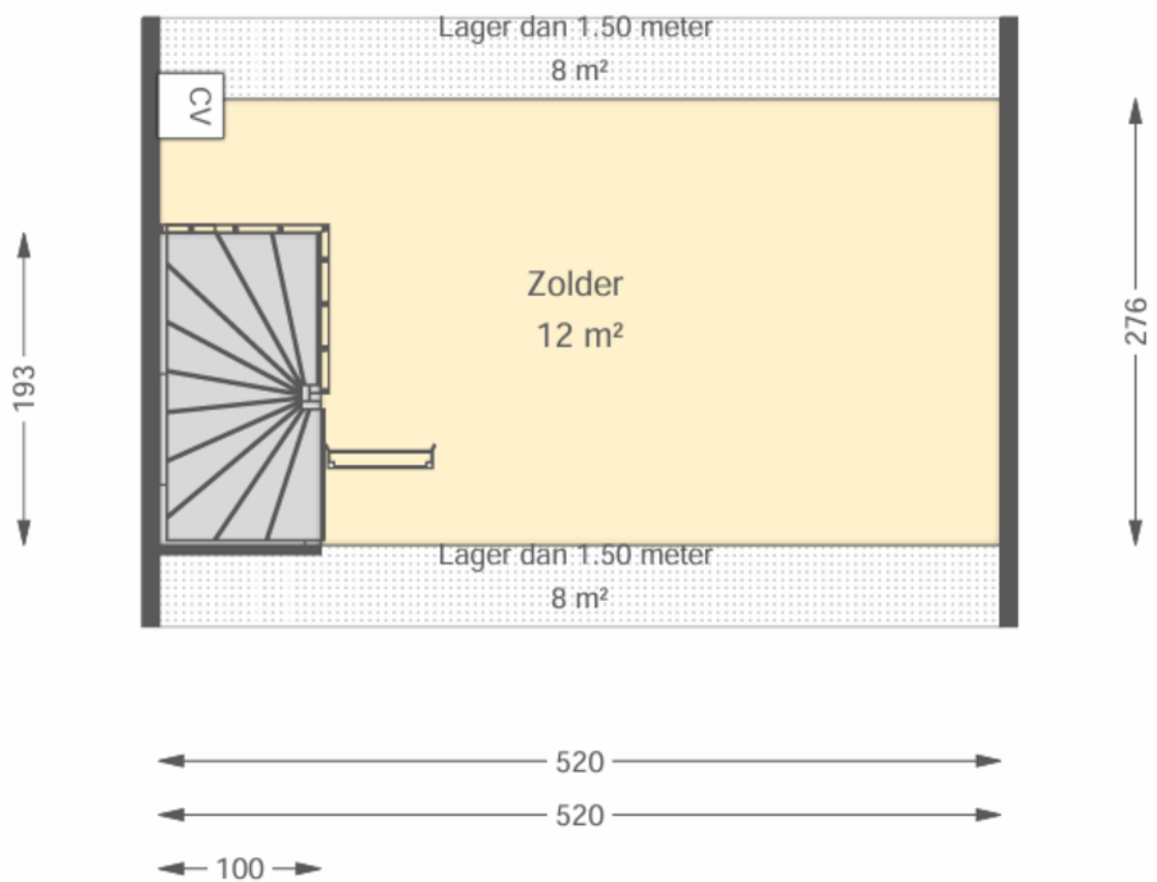 Lager dan 1.50 meter
8 m²
CV
Zolder
12 m²
276
193
Lager dan 1.50 meter
8 m²
520
520
100